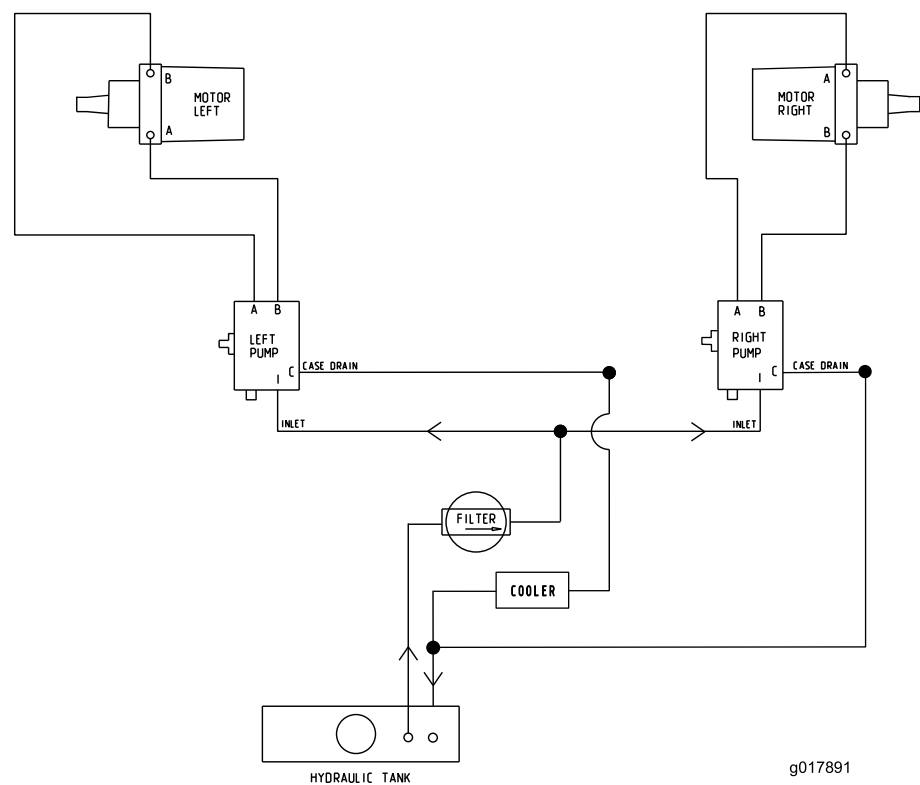 B
MOTOR
LEFT
A
A
MOTOR
RIGHT
B
A B
LEFT
PUMP
C
I
CASE DRAIN
INLET
A B
RIGHT
PUMP
C
I
CASE DRAIN
INLET
FILTER
COOLER
HYDRAULIC TANK
g017891